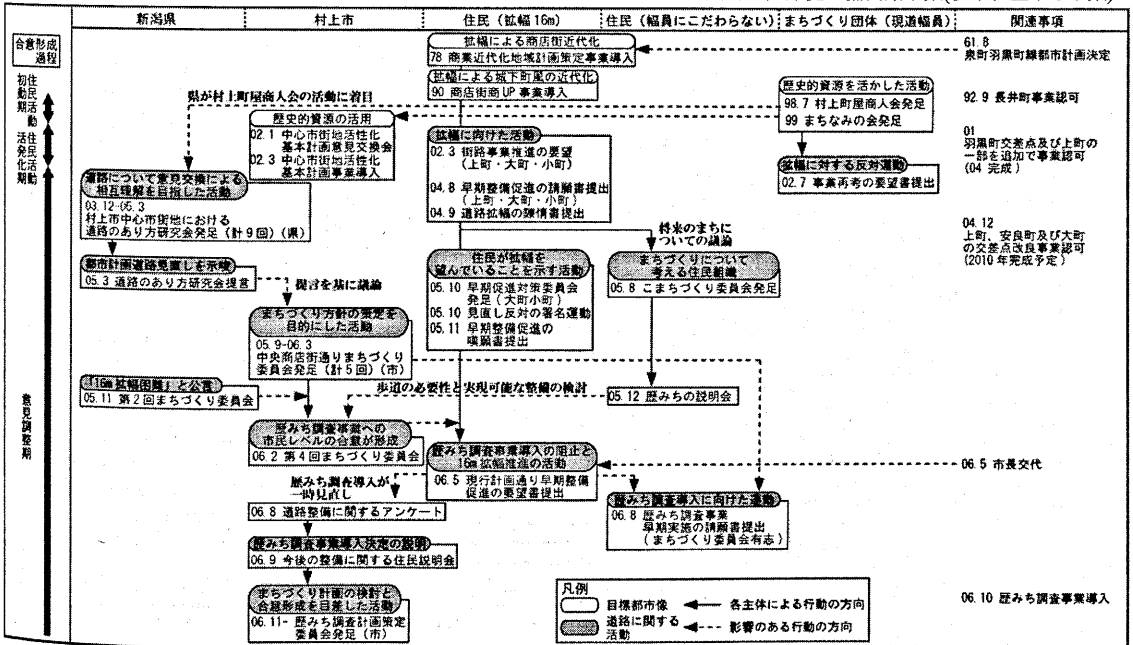 新潟県
村上市
住民（拡幅16m）
住民（幅員にこだわらない）
まちづくり団体（現道幅員）
関連事項
合意形成
過程
住民活動
初動期
住民活動
活発化期
意見調整期
拡幅による商店街近代化
78 商業近代化地域計画策定事業導入
61.8
泉町羽黒町線都市計画決定
拡幅による城下町風の近代化
90 商店街商UP事業導入
歴史的資源を活かした活動
98.7 村上町屋商人会発足
99 まちなみの会発足
92.9 長井町事業認可
県が村上町屋商人会の活動に着目
歴史的資源の活用
02.1 中心市街地活性化
基本計画意見交換会
02.3 中心市街地活性化
基本計画事業導入
拡幅に向けた活動
02.3 街路事業推進の要望
（上町・大町・小町）
04.8 早期整備促進の請願書提出
（上町・大町・小町）
04.9 道路拡幅の陳情書提出
拡幅に対する反対運動
02.7 事業再考の要望書提出
01
羽黒町交差点及び上町の
一部を追加で事業認可
(04 完成)
道路について意見交換による
相互理解を目指した活動
03.12-05.3
村上市中心市街地における
道路のあり方研究会発足（計9回）（県）
04.12
上町、安良町及び大町
の交差点改良事業認可
(2010年完成予定)
将来のまちに
ついての議論
都市計画道路見直しを示唆
05.3 道路のあり方研究会提言
提言を基に議論
住民が拡幅を
望んでいることを示す活動
05.10 早期促進対策委員会
発足（大町小町）
05.10 見直し反対の署名運動
05.11 早期整備促進の
嘆願書提出
まちづくりについて
考える住民組織
05.8 こまちづくり委員会発足
まちづくり方針の策定を
目的にした活動
05.9-06.3
中央商店街通りまちづくり
委員会発足（計5回）（市）
「16m拡幅困難」と公言
05.11 第2回まちづくり委員会
歩道の必要性と実現可能な整備の検討
05.12 歴みちの説明会
歴みち調査事業への
市民レベルの合意が形成
06.2 第4回まちづくり委員会
歴みち調査事業導入の阻止と
16m拡幅推進の活動
06.5 現行計画通り早期整備
促進の要望書提出
06.5 市長交代
歴みち調査導入が
一時見直し
06.8 道路整備に関するアンケート
歴みち調査導入に向けた運動
06.8 歴みち調査事業
早期実施の請願書提出
（まちづくり委員会有志）
歴みち調査事業導入決定の説明
06.9 今後の整備に関する住民説明会
まちづくり計画の検討と
合意形成を目差した活動
06.11- 歴みち調査計画策定
委員会発足（市）
06.10 歴みち調査事業導入
凡例
目標都市像
各主体による行動の方向
道路に関する
活動
影響のある行動の方向